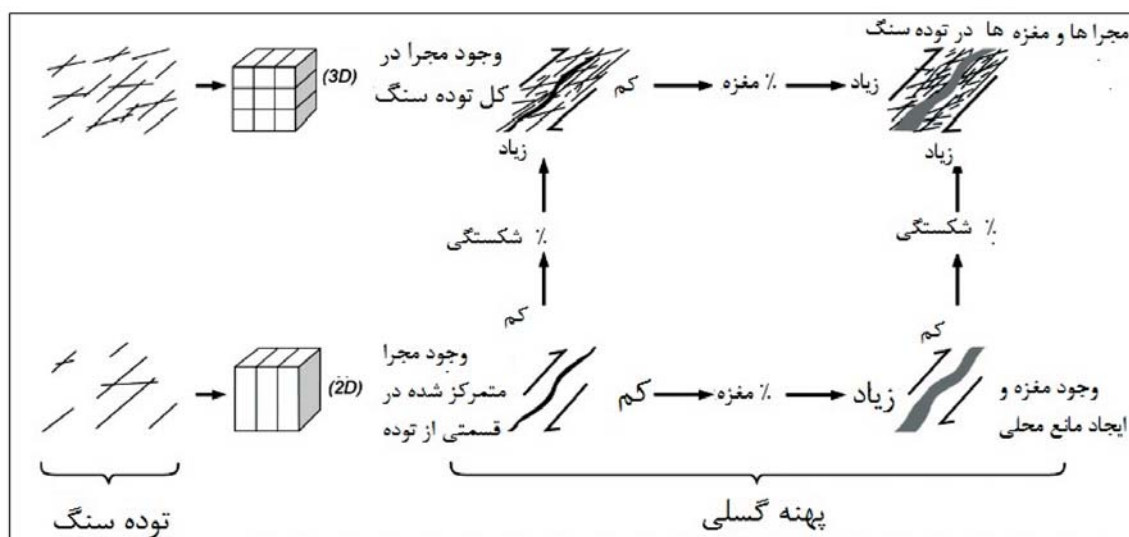 مجرا ها و مغزه ها در توده سنگ
وجود مجرا در
کل توده سنگ
(3D)
کم
٪ مغزه
زیاد
زیاد
زیاد
٪ شکستگی
٪ شکستگی
کم
کم
وجود مجرا
متمرکز شده در
قسمتی از توده
(2D)
کم
٪ مغزه
زیاد
وجود مغزه و
ایجاد مانع محلی
توده سنگ
پهنه گسلی